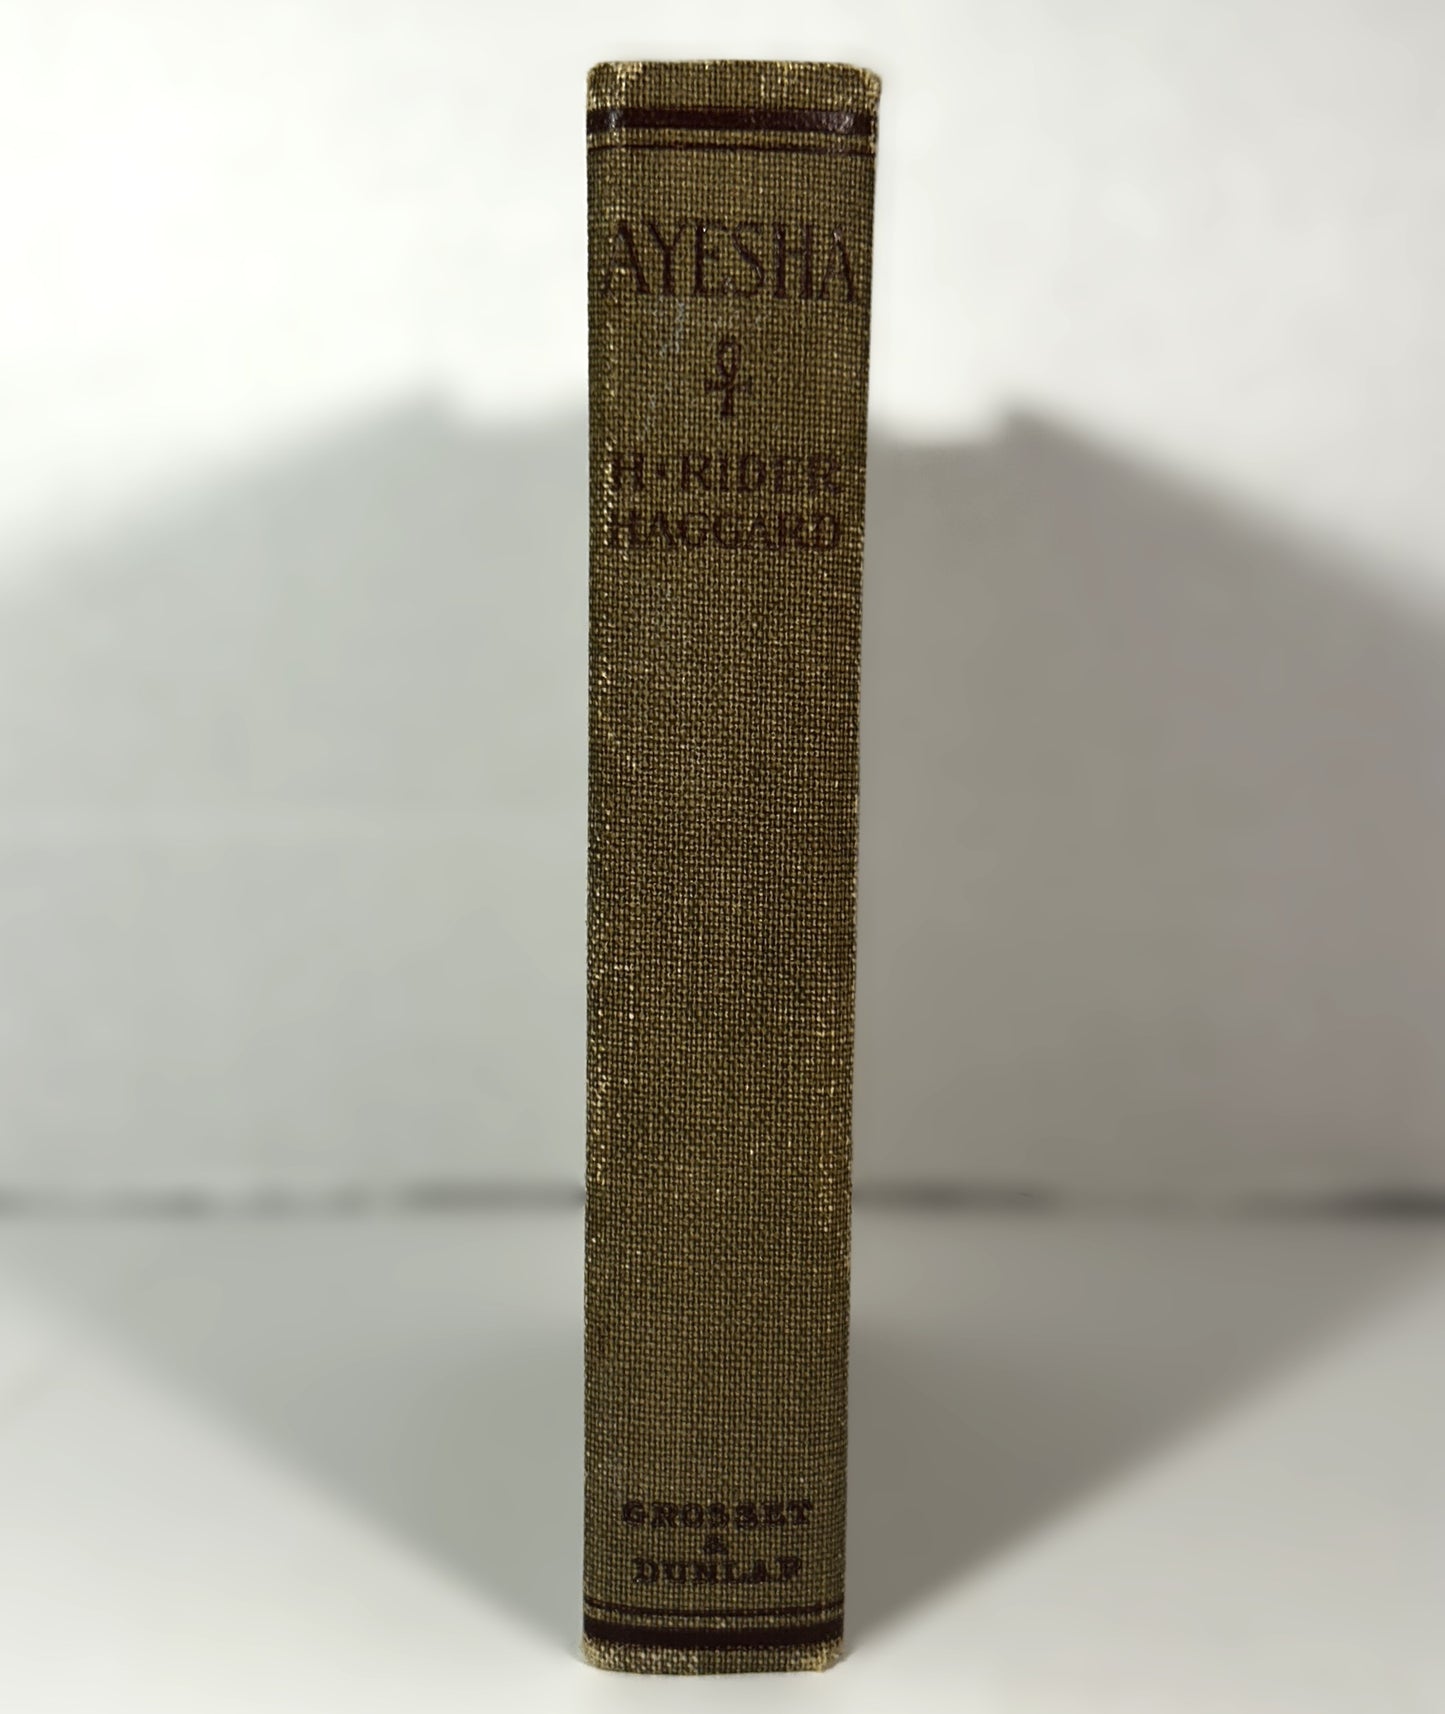 AYESHA
H · RIDER
HAGGARD
GROSSET
&
DUNLAP